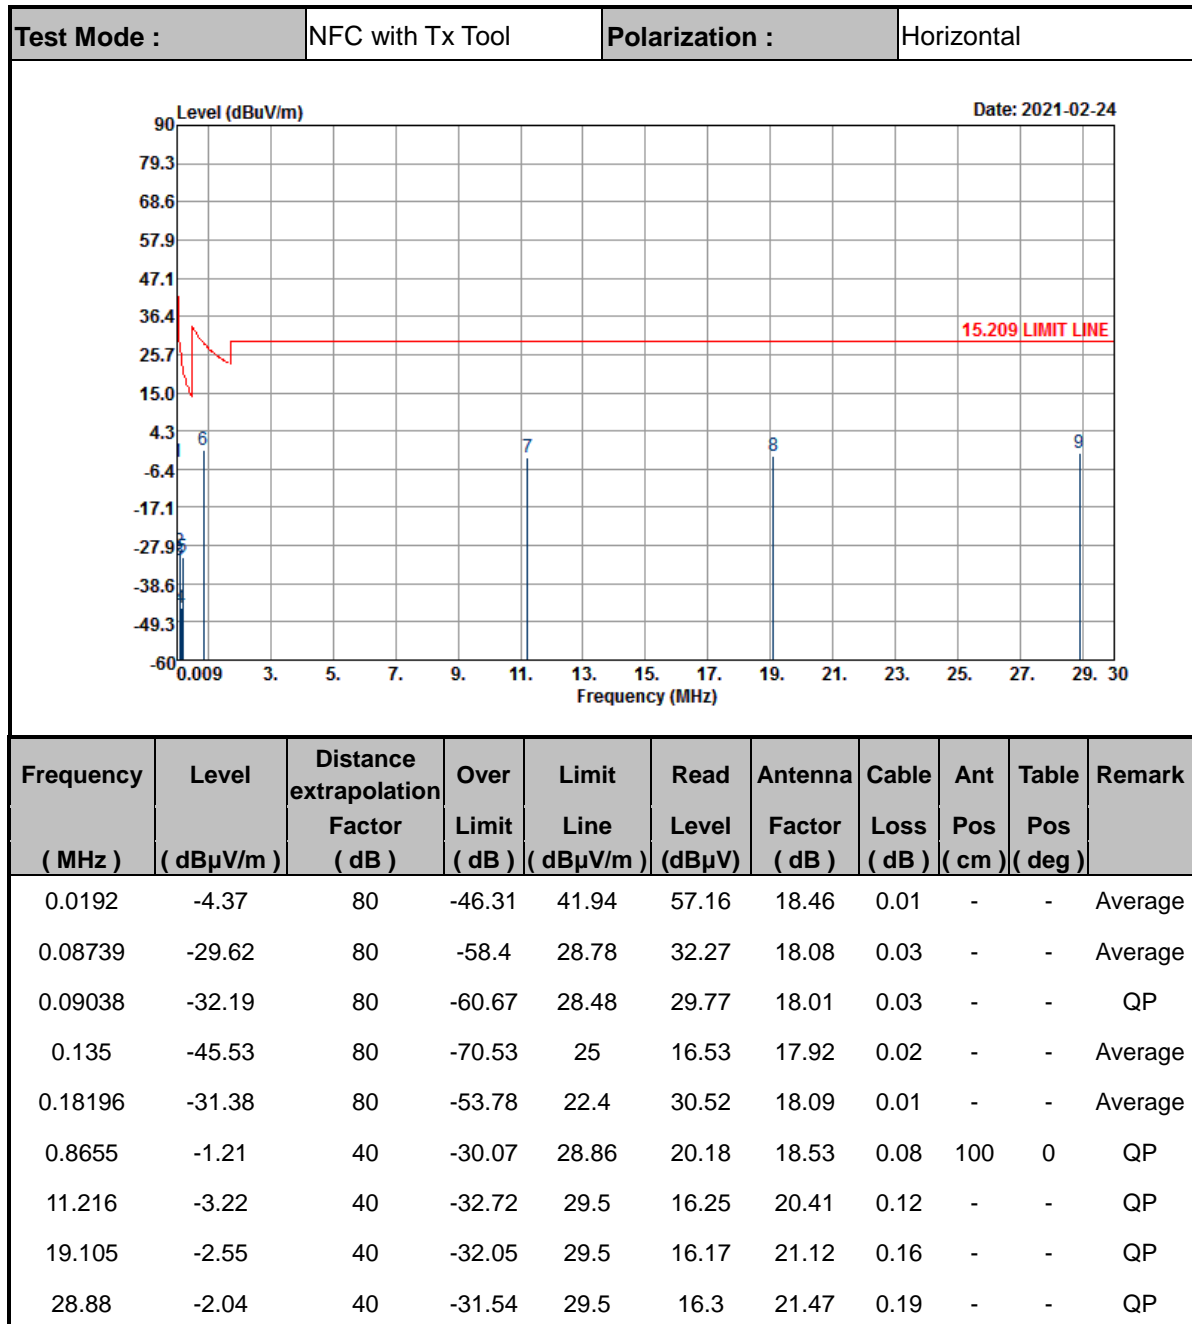 Test Mode : NFC with Tx Tool Polarization : Horizontal
Level (dBuV/m) Date: 2021-02-24
90
79.3
68.6
57.9
47.1
36.4
15.209 LIMIT LINE
25.7
15.0
4.3
6
7
8
9
-6.4
-17.1
-27.9
5
-38.6
4
-49.3
-60
0.009 3. 5. 7. 9. 11. 13. 15. 17. 19. 21. 23. 25. 27. 29. 30
Frequency (MHz)
Frequency Level Distance extrapolation Over Limit Read Antenna Cable Ant Table Remark
Factor Limit Line Level Factor Loss Pos Pos
( MHz ) ( dBµV/m ) ( dB ) ( dB ) ( dBµV/m ) (dBµV) ( dB ) ( dB ) ( cm ) ( deg )
0.0192 -4.37 80 -46.31 41.94 57.16 18.46 0.01 - - Average
0.08739 -29.62 80 -58.4 28.78 32.27 18.08 0.03 - - Average
0.09038 -32.19 80 -60.67 28.48 29.77 18.01 0.03 - - QP
0.135 -45.53 80 -70.53 25 16.53 17.92 0.02 - - Average
0.18196 -31.38 80 -53.78 22.4 30.52 18.09 0.01 - - Average
0.8655 -1.21 40 -30.07 28.86 20.18 18.53 0.08 100 0 QP
11.216 -3.22 40 -32.72 29.5 16.25 20.41 0.12 - - QP
19.105 -2.55 40 -32.05 29.5 16.17 21.12 0.16 - - QP
28.88 -2.04 40 -31.54 29.5 16.3 21.47 0.19 - - QP